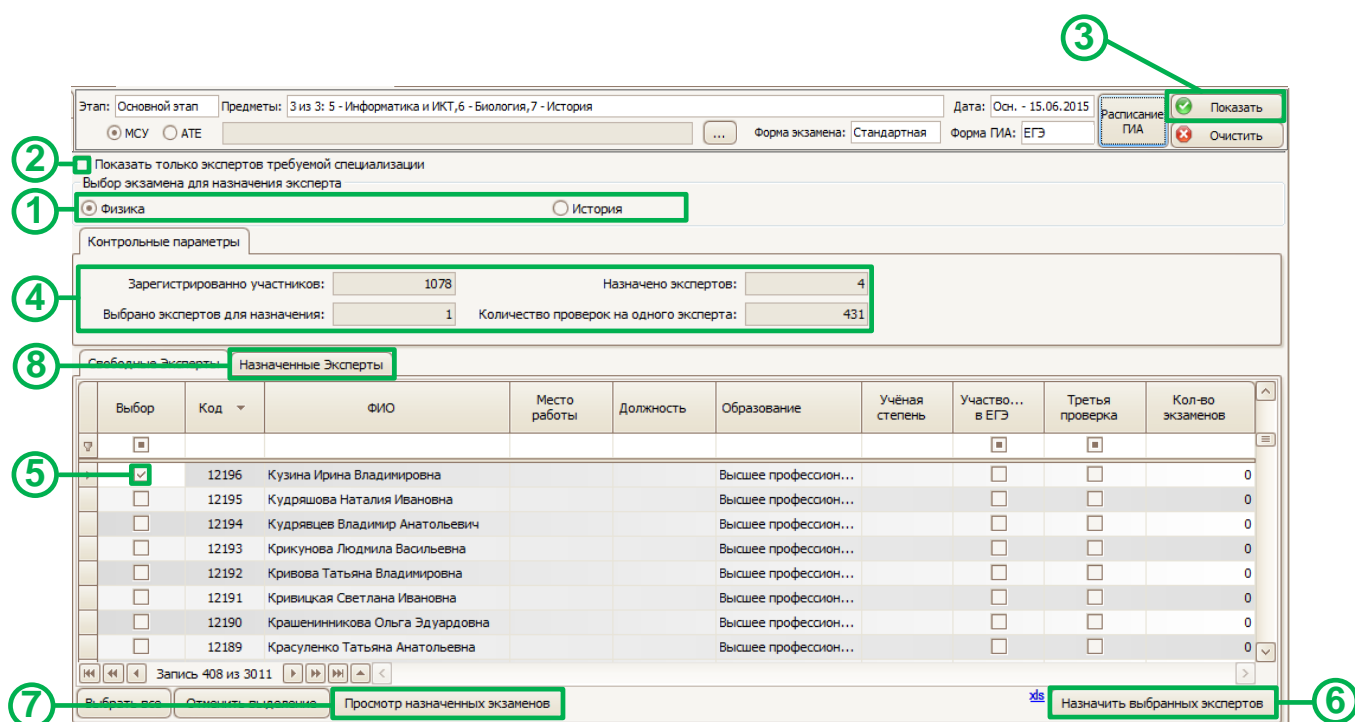 3
Этап: Основной этап Предметы: 3 из 3: 5 - Информатика и ИКТ,6 - Биология,7 - История Дата: Осн. - 15.06.2015 Расписание ГИА Показать
МСУ АТЕ ... Форма экзамена: Стандартная Форма ГИА: ЕГЭ Очистить
2 Показать только экспертов требуемой специализации
Выбор экзамена для назначения эксперта
1 Физика История
Контрольные параметры
4
Зарегистрированно участников: 1078 Назначено экспертов: 4
Выбрано экспертов для назначения: 1 Количество проверок на одного эксперта: 431
8 Свободные Эксперты Назначенные Эксперты
Выбор Код ФИО Место работы Должность Образование Учёная степень Участво... в ЕГЭ Третья проверка Кол-во экзаменов
5 12196 Кузина Ирина Владимировна Высшее профессион... 0
12195 Кудряшова Наталия Ивановна Высшее профессион... 0
12194 Кудрявцев Владимир Анатольевич Высшее профессион... 0
12193 Крикунова Людмила Васильевна Высшее профессион... 0
12192 Кривова Татьяна Владимировна Высшее профессион... 0
12191 Кривицкая Светлана Ивановна Высшее профессион... 0
12190 Крашенинникова Ольга Эдуардовна Высшее профессион... 0
12189 Красуленко Татьяна Анатольевна Высшее профессион... 0
Запись 408 из 3011
7 Выбрать все Отменить выделение Просмотр назначенных экзаменов xls Назначить выбранных экспертов 6